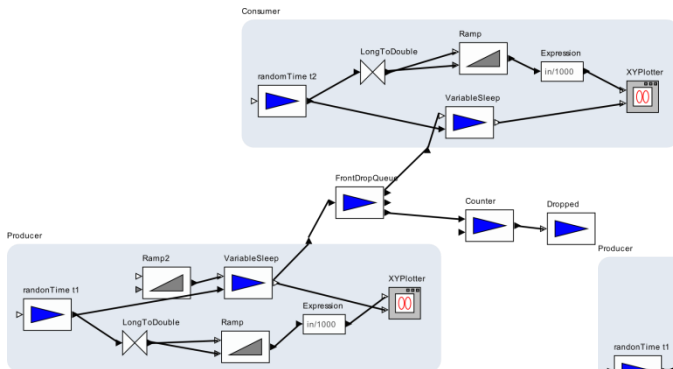 Consumer
Ramp
LongToDouble
Expression
randomTime t2
in/1000
XYPlotter
VariableSleep
FrontDropQueue
Counter
Dropped
Producer
Ramp2
VariableSleep
XYPlotter
randonTime t1
Expression
LongToDouble
Ramp
in/1000
Producer
randonTime t1